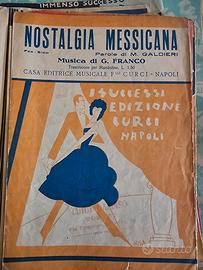 IMMENSO SUCCESSO
NOSTALGIA MESSICANA
Parole di M. GALDIERI
Musica di G. FRANCO
Trascrizione per Mandolino, L. 1.50
CASA EDITRICE MUSICALE F.lli CURCI - NAPOLI
I SUCCESSI
EDIZIONE
CURCI
NAPOLI
subito